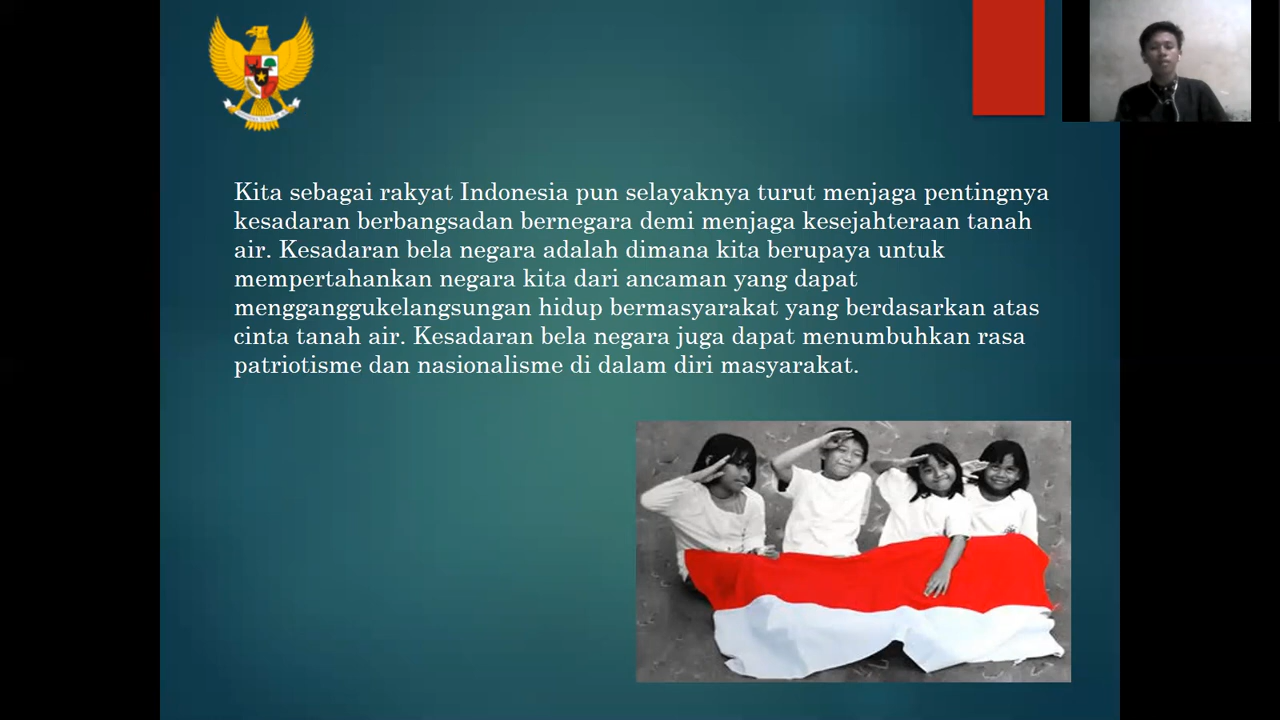 Kita sebagai rakyat Indonesia pun selayaknya turut menjaga pentingnya
kesadaran berbangsadan bernegara demi menjaga kesejahteraan tanah
air. Kesadaran bela negara adalah dimana kita berupaya untuk
mempertahankan negara kita dari ancaman yang dapat
mengganggukelangsungan hidup bermasyarakat yang berdasarkan atas
cinta tanah air. Kesadaran bela negara juga dapat menumbuhkan rasa
patriotisme dan nasionalisme di dalam diri masyarakat.